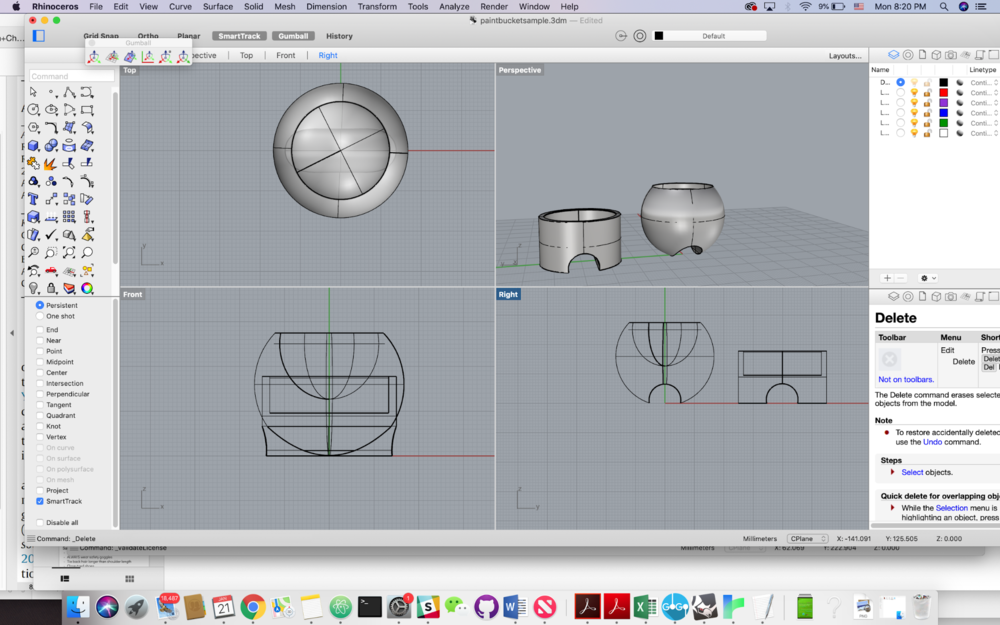 Rhinoceros File Edit View Curve Surface Solid Mesh Dimension Transform Tools Analyze Render Window Help 9% Mon 8:20 PM
paintbucketsample.3dm — Edited
Grid Snap Ortho Planar SmartTrack Gumball History Default
Gumball
Top Front Right Layouts...
Command
Top
Perspective
Front
Right
Name Linetype
D... Conti...
L... Conti...
L... Conti...
L... Conti...
L... Conti...
L... Conti...
Persistent
One shot
End
Near
Point
Midpoint
Center
Intersection
Perpendicular
Tangent
Quadrant
Knot
Vertex
On curve
On surface
On polysurface
On mesh
Project
SmartTrack
Disable all
Delete
Toolbar Menu Short
Edit Press
Delete Delet
Del
Not on toolbars.
The Delete command erases selecte
objects from the model.
Note
To restore accidentally deleted
use the Undo command.
Steps
Select objects.
Quick delete for overlapping obje
While the Selection menu is
highlighting an object, press
Command: _Delete Millimeters CPlane X: -141.091 Y: 125.505 Z: 0.000
Command: _ValidateLicense Millimeters CPlane X: 62.069 Y: 222.904 Z: 0.000
20
tio
18,487
JAN
21
1
GOGO